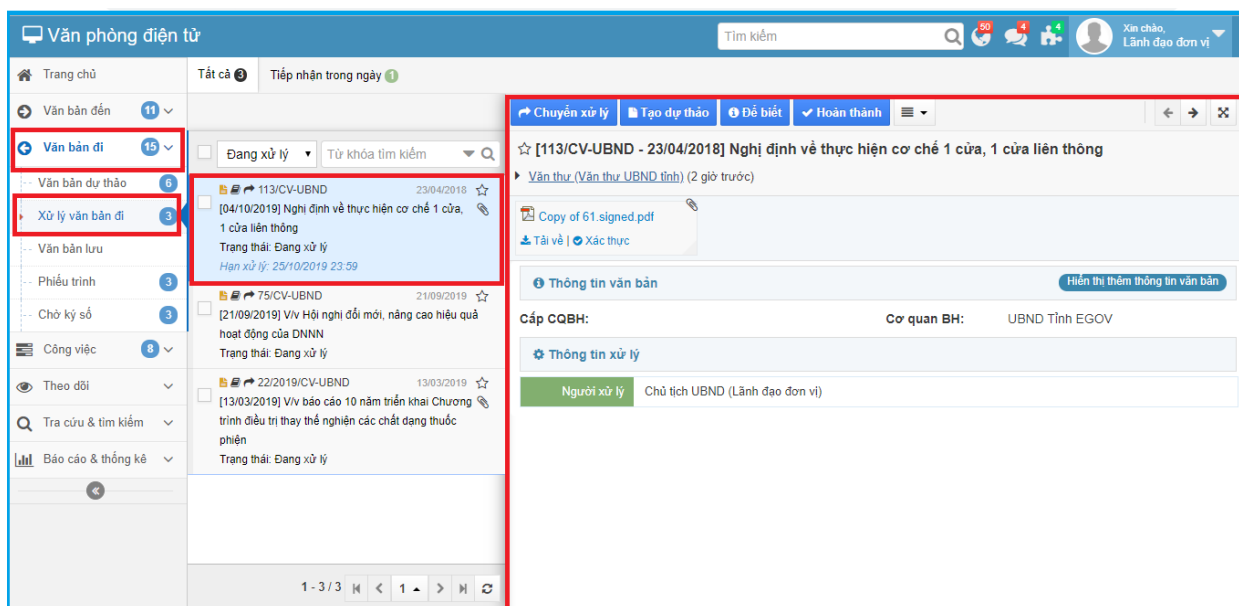 Văn phòng điện tử
Tìm kiếm
50
4
4
Xin chào,
Lãnh đạo đơn vị
Trang chủ
Văn bản đến 11
Văn bản đi 15
Văn bản dự thảo 6
Xử lý văn bản đi 3
Văn bản lưu
Phiếu trình 3
Chờ ký số 3
Công việc 8
Theo dõi
Tra cứu & tìm kiếm
Báo cáo & thống kê
Tất cả 3 Tiếp nhận trong ngày 1
Đang xử lý Từ khóa tìm kiếm
113/CV-UBND 23/04/2018
[04/10/2019] Nghị định về thực hiện cơ chế 1 cửa,
1 cửa liên thông
Trạng thái: Đang xử lý
Hạn xử lý: 25/10/2019 23:59
75/CV-UBND 21/09/2019
[21/09/2019] V/v Hội nghị đổi mới, nâng cao hiệu quả
hoạt động của DNNN
Trạng thái: Đang xử lý
22/2019/CV-UBND 13/03/2019
[13/03/2019] V/v báo cáo 10 năm triển khai Chương
trình điều trị thay thế nghiện các chất dạng thuốc
phiện
Trạng thái: Đang xử lý
1 - 3 / 3 1
Chuyển xử lý Tạo dự thảo Để biết Hoàn thành
[113/CV-UBND - 23/04/2018] Nghị định về thực hiện cơ chế 1 cửa, 1 cửa liên thông
Văn thư (Văn thư UBND tỉnh) (2 giờ trước)
Copy of 61.signed.pdf
Tải về | Xác thực
Thông tin văn bản Hiển thị thêm thông tin văn bản
Cấp CQBH: Cơ quan BH: UBND Tỉnh EGOV
Thông tin xử lý
Người xử lý Chủ tịch UBND (Lãnh đạo đơn vị)